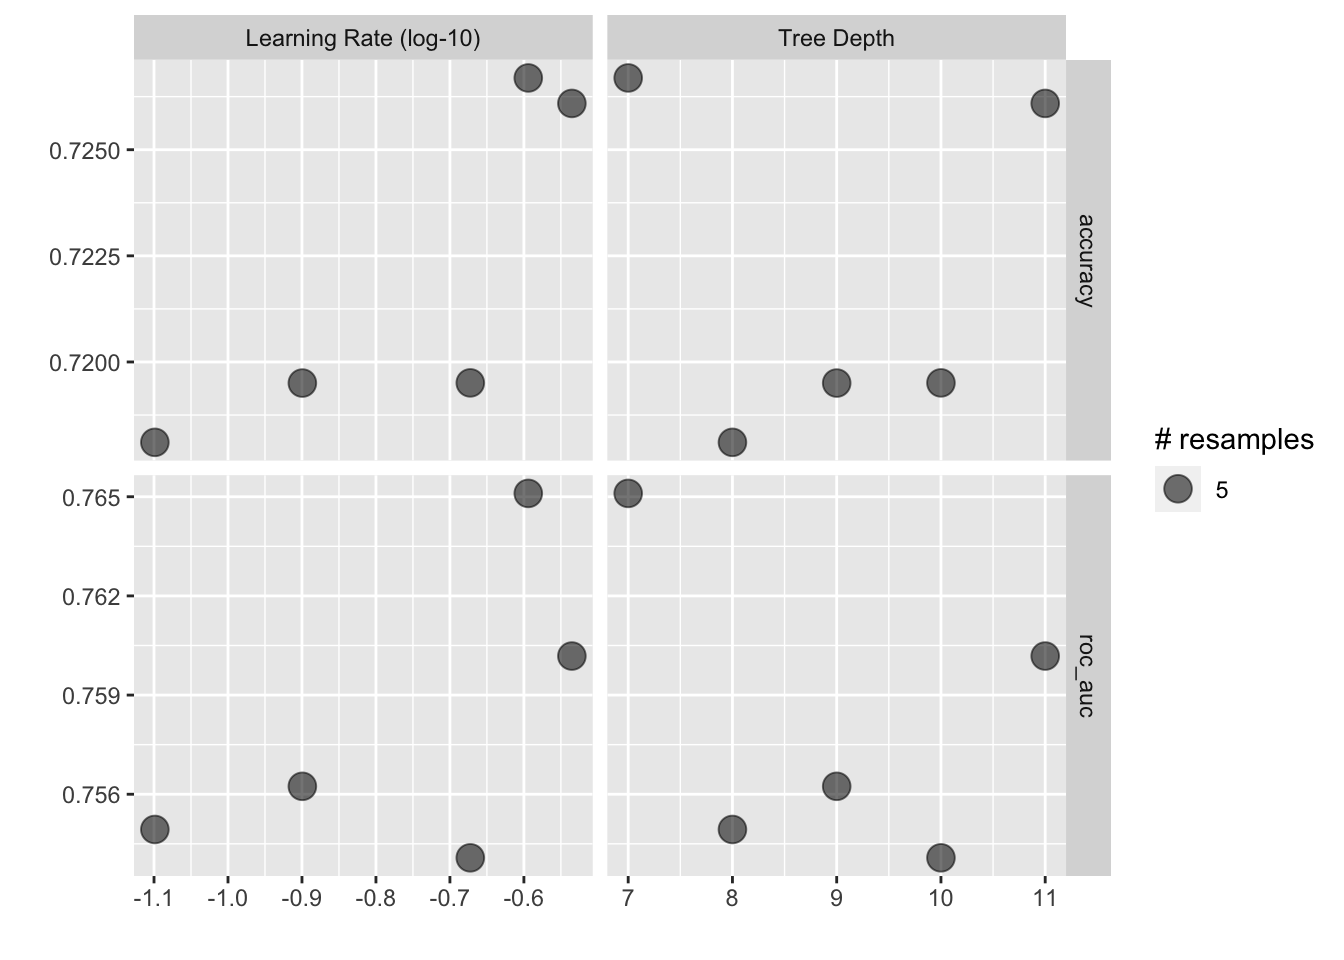 Learning Rate (log-10)
Tree Depth
0.7250
0.7225
0.7200
accuracy
0.765
0.762
0.759
0.756
roc_auc
-1.1 -1.0 -0.9 -0.8 -0.7 -0.6
7 8 9 10 11
# resamples
5